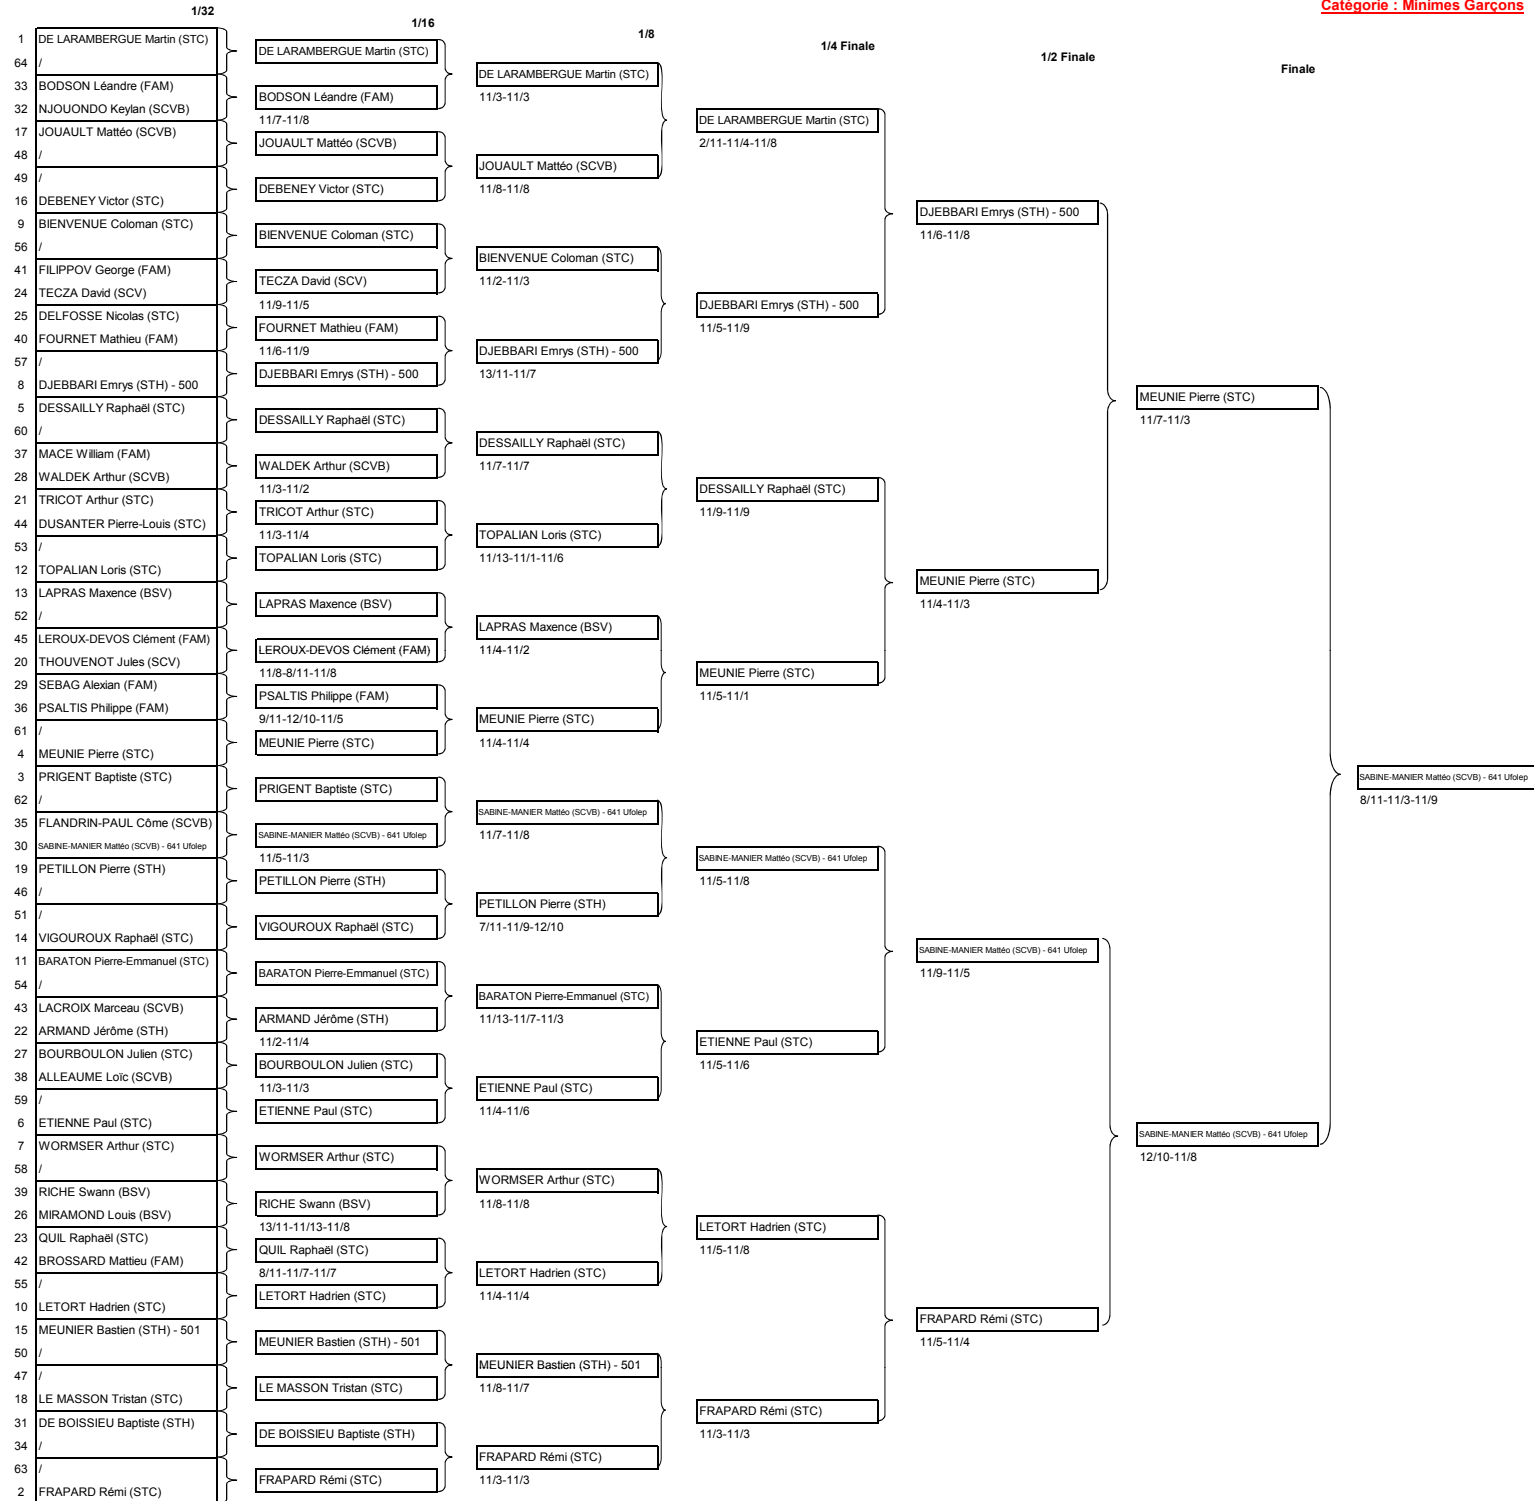 Catégorie : Minimes Garçons
1/32
1/16
1/8
1/4 Finale
1/2 Finale
Finale
1 DE LARAMBERGUE Martin (STC)
64 /
33 BODSON Léandre (FAM)
32 NJOUONDO Keylan (SCVB)
17 JOUAULT Mattéo (SCVB)
48 /
49 /
16 DEBENEY Victor (STC)
9 BIENVENUE Coloman (STC)
56 /
41 FILIPPOV George (FAM)
24 TECZA David (SCV)
25 DELFOSSE Nicolas (STC)
40 FOURNET Mathieu (FAM)
57 /
8 DJEBBARI Emrys (STH) - 500
5 DESSAILLY Raphaël (STC)
60 /
37 MACE William (FAM)
28 WALDEK Arthur (SCVB)
21 TRICOT Arthur (STC)
44 DUSANTER Pierre-Louis (STC)
53 /
12 TOPALIAN Loris (STC)
13 LAPRAS Maxence (BSV)
52 /
45 LEROUX-DEVOS Clément (FAM)
20 THOUVENOT Jules (SCV)
29 SEBAG Alexian (FAM)
36 PSALTIS Philippe (FAM)
61 /
4 MEUNIE Pierre (STC)
3 PRIGENT Baptiste (STC)
62 /
35 FLANDRIN-PAUL Côme (SCVB)
30 SABINE-MANIER Mattéo (SCVB) - 641 Ufolep
19 PETILLON Pierre (STH)
46 /
51 /
14 VIGOUROUX Raphaël (STC)
11 BARATON Pierre-Emmanuel (STC)
54 /
43 LACROIX Marceau (SCVB)
22 ARMAND Jérôme (STH)
27 BOURBOULON Julien (STC)
38 ALLEAUME Loïc (SCVB)
59 /
6 ETIENNE Paul (STC)
7 WORMSER Arthur (STC)
58 /
39 RICHE Swann (BSV)
26 MIRAMOND Louis (BSV)
23 QUIL Raphaël (STC)
42 BROSSARD Mattieu (FAM)
55 /
10 LETORT Hadrien (STC)
15 MEUNIER Bastien (STH) - 501
50 /
47 /
18 LE MASSON Tristan (STC)
31 DE BOISSIEU Baptiste (STH)
34 /
63 /
2 FRAPARD Rémi (STC)
DE LARAMBERGUE Martin (STC)
BODSON Léandre (FAM)
11/7-11/8
JOUAULT Mattéo (SCVB)
DEBENEY Victor (STC)
BIENVENUE Coloman (STC)
TECZA David (SCV)
11/9-11/5
FOURNET Mathieu (FAM)
11/6-11/9
DJEBBARI Emrys (STH) - 500
DESSAILLY Raphaël (STC)
WALDEK Arthur (SCVB)
11/3-11/2
TRICOT Arthur (STC)
11/3-11/4
TOPALIAN Loris (STC)
LAPRAS Maxence (BSV)
LEROUX-DEVOS Clément (FAM)
11/8-8/11-11/8
PSALTIS Philippe (FAM)
9/11-12/10-11/5
MEUNIE Pierre (STC)
PRIGENT Baptiste (STC)
SABINE-MANIER Mattéo (SCVB) - 641 Ufolep
11/5-11/3
PETILLON Pierre (STH)
VIGOUROUX Raphaël (STC)
BARATON Pierre-Emmanuel (STC)
ARMAND Jérôme (STH)
11/2-11/4
BOURBOULON Julien (STC)
11/3-11/3
ETIENNE Paul (STC)
WORMSER Arthur (STC)
RICHE Swann (BSV)
13/11-11/13-11/8
QUIL Raphaël (STC)
8/11-11/7-11/7
LETORT Hadrien (STC)
MEUNIER Bastien (STH) - 501
LE MASSON Tristan (STC)
DE BOISSIEU Baptiste (STH)
FRAPARD Rémi (STC)
DE LARAMBERGUE Martin (STC)
11/3-11/3
JOUAULT Mattéo (SCVB)
11/8-11/8
BIENVENUE Coloman (STC)
11/2-11/3
DJEBBARI Emrys (STH) - 500
13/11-11/7
DESSAILLY Raphaël (STC)
11/7-11/7
TOPALIAN Loris (STC)
11/13-11/1-11/6
LAPRAS Maxence (BSV)
11/4-11/2
MEUNIE Pierre (STC)
11/4-11/4
SABINE-MANIER Mattéo (SCVB) - 641 Ufolep
11/7-11/8
PETILLON Pierre (STH)
7/11-11/9-12/10
BARATON Pierre-Emmanuel (STC)
11/13-11/7-11/3
ETIENNE Paul (STC)
11/4-11/6
WORMSER Arthur (STC)
11/8-11/8
LETORT Hadrien (STC)
11/4-11/4
MEUNIER Bastien (STH) - 501
11/8-11/7
FRAPARD Rémi (STC)
11/3-11/3
DE LARAMBERGUE Martin (STC)
2/11-11/4-11/8
DJEBBARI Emrys (STH) - 500
11/5-11/9
DESSAILLY Raphaël (STC)
11/9-11/9
MEUNIE Pierre (STC)
11/5-11/1
SABINE-MANIER Mattéo (SCVB) - 641 Ufolep
11/5-11/8
ETIENNE Paul (STC)
11/5-11/6
LETORT Hadrien (STC)
11/5-11/8
FRAPARD Rémi (STC)
11/3-11/3
DJEBBARI Emrys (STH) - 500
11/6-11/8
MEUNIE Pierre (STC)
11/4-11/3
SABINE-MANIER Mattéo (SCVB) - 641 Ufolep
11/9-11/5
FRAPARD Rémi (STC)
11/5-11/4
MEUNIE Pierre (STC)
11/7-11/3
SABINE-MANIER Mattéo (SCVB) - 641 Ufolep
12/10-11/8
SABINE-MANIER Mattéo (SCVB) - 641 Ufolep
8/11-11/3-11/9